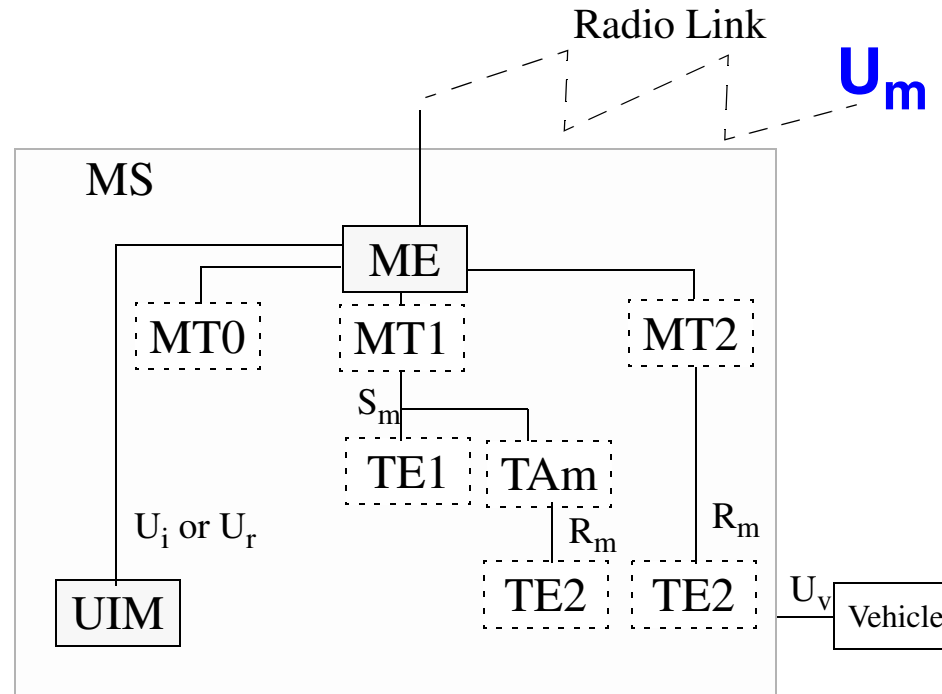 Radio Link
Um
MS
ME
MT0
MT1
MT2
Sm
TE1
TAm
Ui or Ur
Rm
Rm
UIM
TE2
TE2
Uv
Vehicle